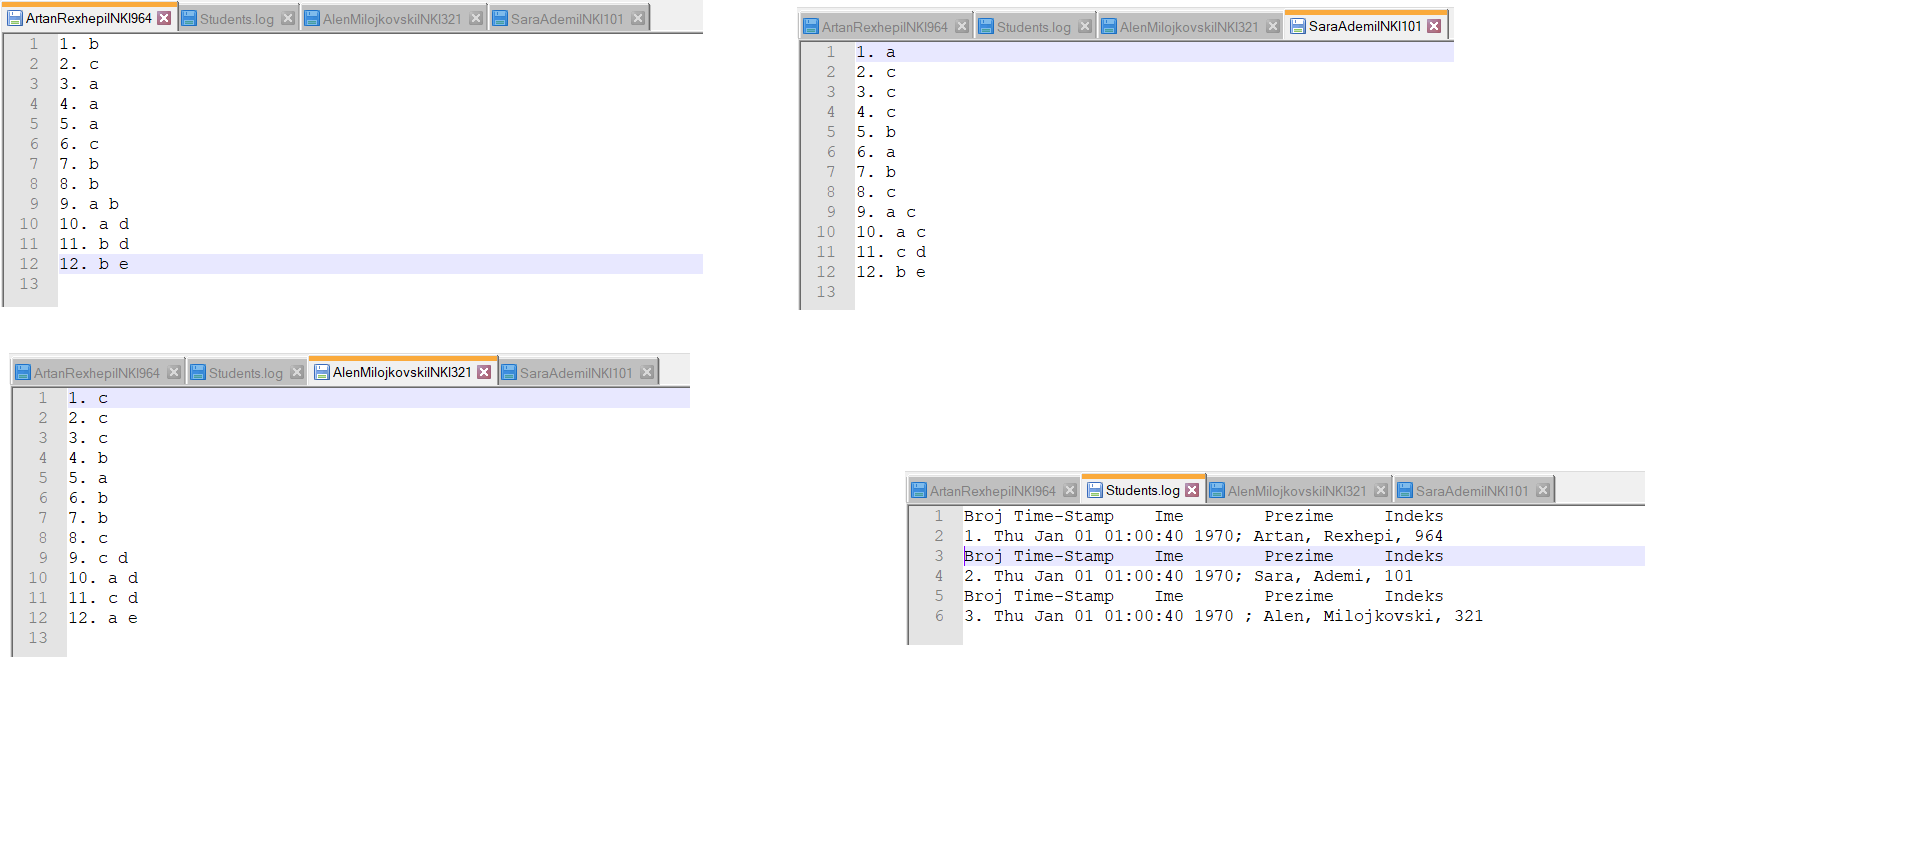 ArtanRexhepiINKI964 Students.log AlenMilojkovskiINKI321 SaraAdemiINKI101
1 1. b
2 2. c
3 3. a
4 4. a
5 5. a
6 6. c
7 7. b
8 8. b
9 9. a b
10 10. a d
11 11. b d
12 12. b e
13
ArtanRexhepiINKI964 Students.log AlenMilojkovskiINKI321 SaraAdemiINKI101
1 1. a
2 2. c
3 3. c
4 4. c
5 5. b
6 6. a
7 7. b
8 8. c
9 9. a c
10 10. a c
11 11. c d
12 12. b e
13
ArtanRexhepiINKI964 Students.log AlenMilojkovskiINKI321 SaraAdemiINKI101
1 1. c
2 2. c
3 3. c
4 4. b
5 5. a
6 6. b
7 7. b
8 8. c
9 9. c d
10 10. a d
11 11. c d
12 12. a e
13
ArtanRexhepiINKI964 Students.log AlenMilojkovskiINKI321 SaraAdemiINKI101
1 Broj Time-Stamp Ime Prezime Indeks
2 1. Thu Jan 01 01:00:40 1970; Artan, Rexhepi, 964
3 Broj Time-Stamp Ime Prezime Indeks
4 2. Thu Jan 01 01:00:40 1970; Sara, Ademi, 101
5 Broj Time-Stamp Ime Prezime Indeks
6 3. Thu Jan 01 01:00:40 1970 ; Alen, Milojkovski, 321